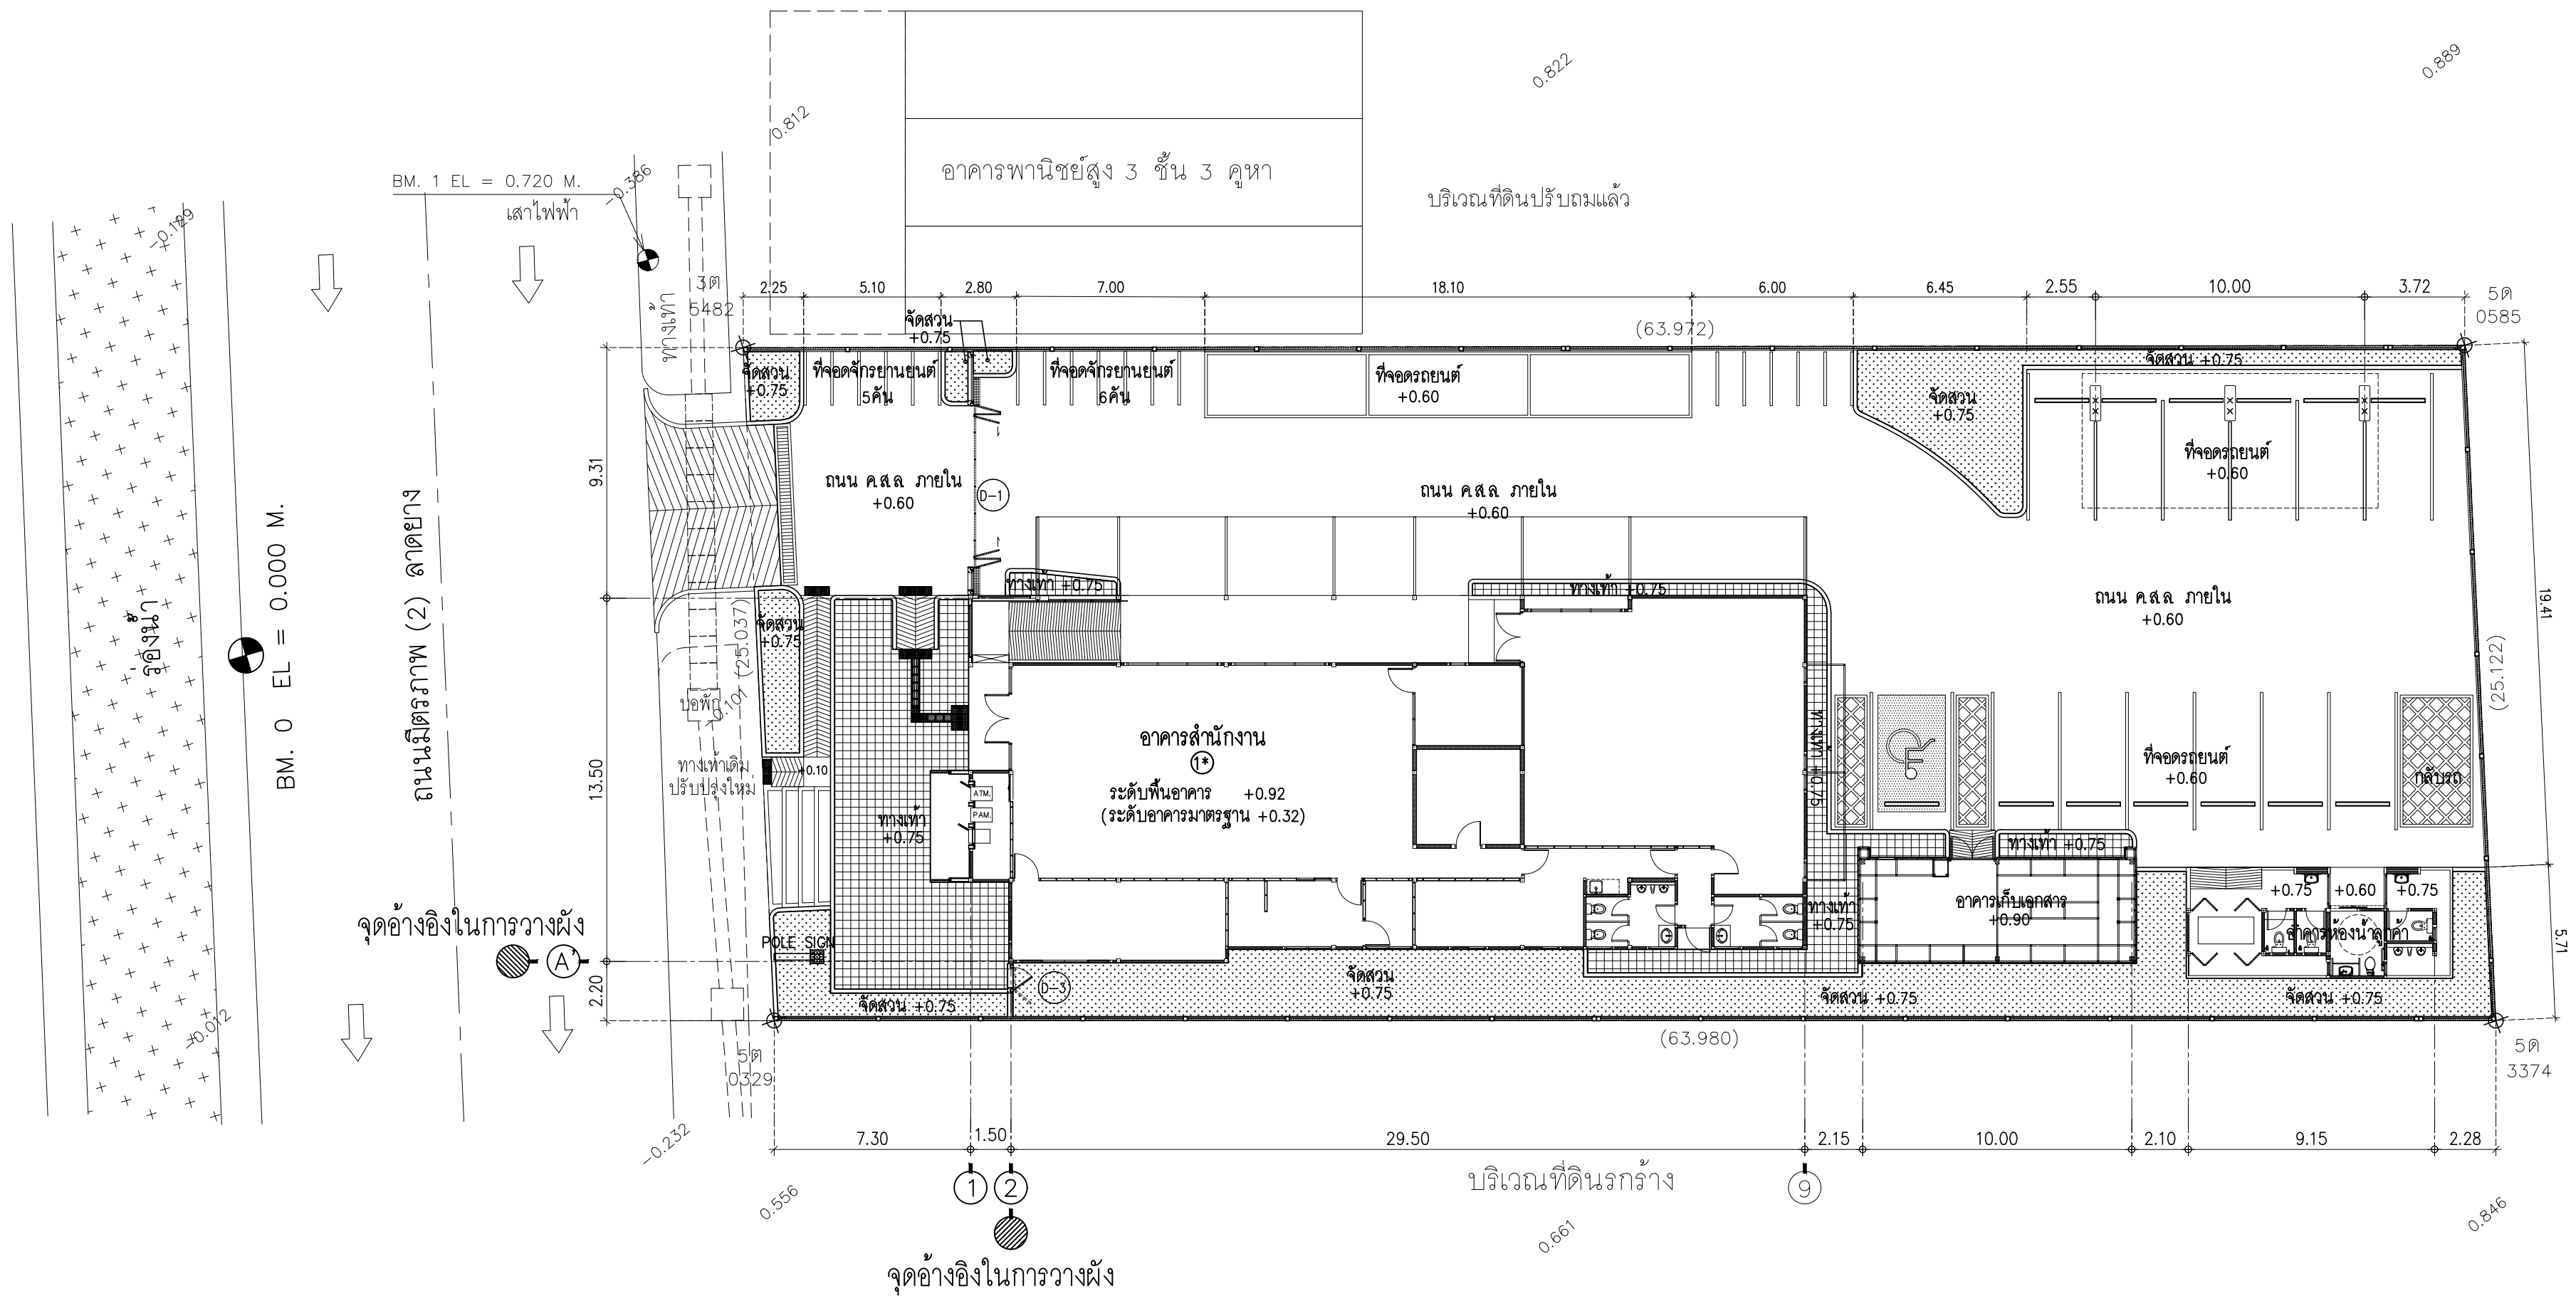 0.822
0.889
0.812
อาคารพานิชย์สูง 3 ชั้น 3 คูหา
บริเวณที่ดินปรับถมแล้ว
BM. 1 EL = 0.720 M.
เสาไฟฟ้า
-0.386
-0.129
3ต
5482
ทางเท้า
2.25
5.10
2.80
7.00
18.10
6.00
6.45
2.55
10.00
3.72
5ด
0585
(63.972)
จัดสวน
+0.75
จัดสวน
+0.75
ที่จอดจักรยานยนต์
5คัน
ที่จอดจักรยานยนต์
6คัน
ที่จอดรถยนต์
+0.60
จัดสวน
+0.75
จัดสวน +0.75
ที่จอดรถยนต์
+0.60
9.31
ถนน ค.ส.ล. ภายใน
+0.60
D-1
ถนน ค.ส.ล. ภายใน
+0.60
BM. 0 EL = 0.000 M.
ถนนมิตรภาพ (2) ลาดยาง
ร่องน้ำ
ทางเท้า +0.75
ทางเท้า +0.75
ถนน ค.ส.ล. ภายใน
+0.60
19.41
(25.122)
(25.037)
จัดสวน
+0.75
บ่อพัก
-0.101
ทางเท้าเดิม
ปรับปรุงใหม่
+0.10
13.50
อาคารสำนักงาน
1*
ระดับพื้นอาคาร +0.92
(ระดับอาคารมาตรฐาน +0.32)
ATM.
PAM.
ทางเท้า
+0.75
ทางเท้า +0.75
ที่จอดรถยนต์
+0.60
กลับรถ
ทางเท้า +0.75
อาคารเก็บเอกสาร
+0.90
+0.75
+0.60
+0.75
อาคารห้องน้ำลูกค้า
ทางเท้า
+0.75
5.71
จุดอ้างอิงในการวางผัง
A'
POLE SIGN
2.20
D-3
จัดสวน +0.75
จัดสวน
+0.75
จัดสวน +0.75
จัดสวน +0.75
-0.012
5ต
0329
(63.980)
5ด
3374
-0.232
7.30
1.50
29.50
2.15
10.00
2.10
9.15
2.28
1
2
9
บริเวณที่ดินรกร้าง
0.556
0.661
0.846
จุดอ้างอิงในการวางผัง